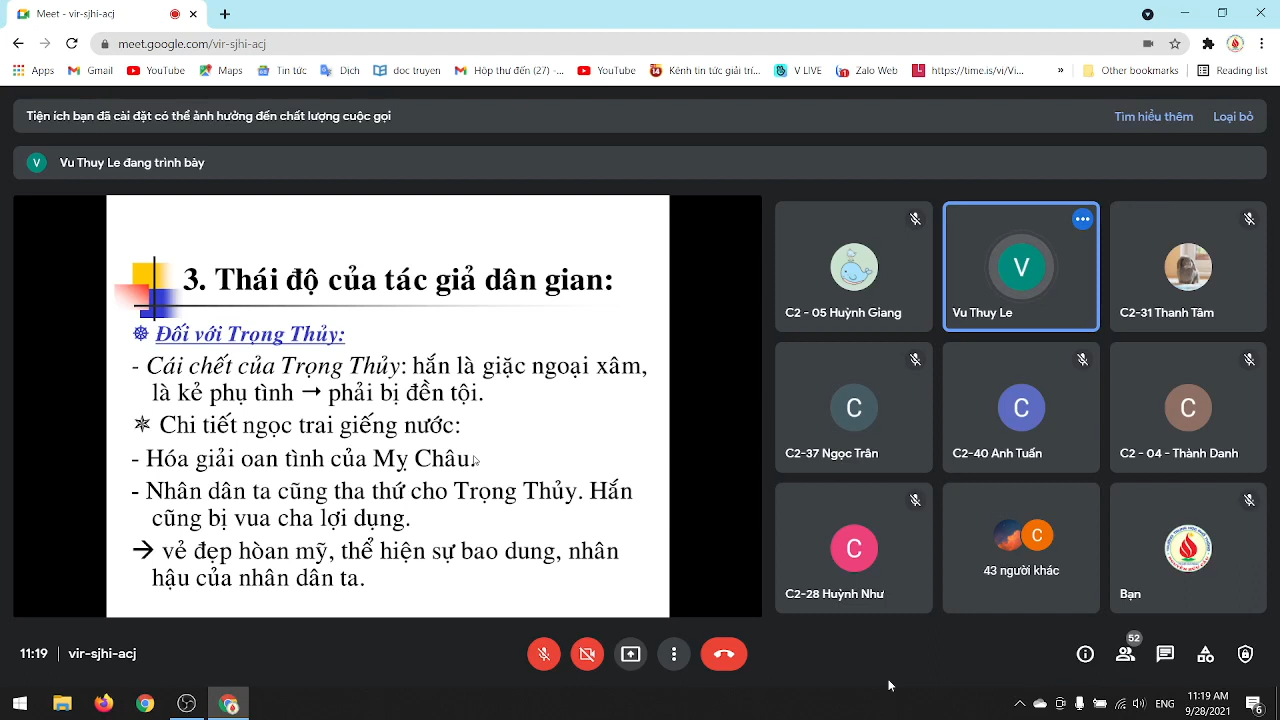 Meet - vir-sjhi-acj
meet.google.com/vir-sjhi-acj
Apps Gmail YouTube Maps Tin tức Dịch doc truyen Hộp thư đến (27) -... YouTube Kênh tin tức giải trí... V LIVE Zalo Web https://time.is/vi/Vi... » Other bookmarks Reading list
Tiện ích bạn đã cài đặt có thể ảnh hưởng đến chất lượng cuộc gọi Tìm hiểu thêm Loại bỏ
V Vu Thuy Le đang trình bày
3. Thái độ của tác giả dân gian:
Đối với Trọng Thủy:
- Cái chết của Trọng Thủy: hắn là giặc ngoại xâm,
là kẻ phụ tình → phải bị đền tội.
Chi tiết ngọc trai giếng nước:
- Hóa giải oan tình của Mỵ Châu.
- Nhân dân ta cũng tha thứ cho Trọng Thủy. Hắn
cũng bị vua cha lợi dụng.
→ vẻ đẹp hòan mỹ, thể hiện sự bao dung, nhân
hậu của nhân dân ta.
V
C2 - 05 Huỳnh Giang Vu Thuy Le C2-31 Thanh Tâm
C C C
C2-37 Ngọc Trân C2-40 Anh Tuấn C2 - 04 - Thành Danh
C C
C2-28 Huỳnh Như 43 người khác Bạn
11:19 | vir-sjhi-acj 52
ENG 11:19 AM
9/28/2021 6